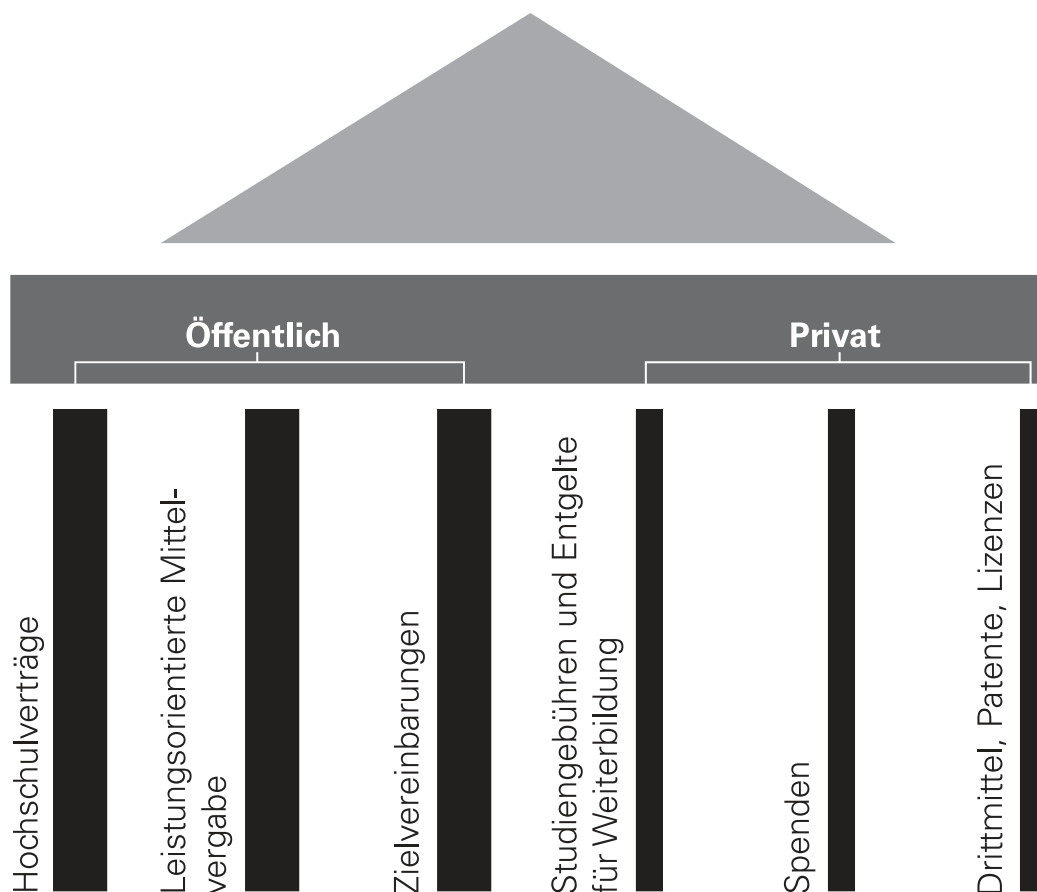 Öffentlich
Privat
Hochschulverträge
Leistungsorientierte Mittel-
vergabe
Zielvereinbarungen
Studiengebühren und Entgelte
für Weiterbildung
Spenden
Drittmittel, Patente, Lizenzen